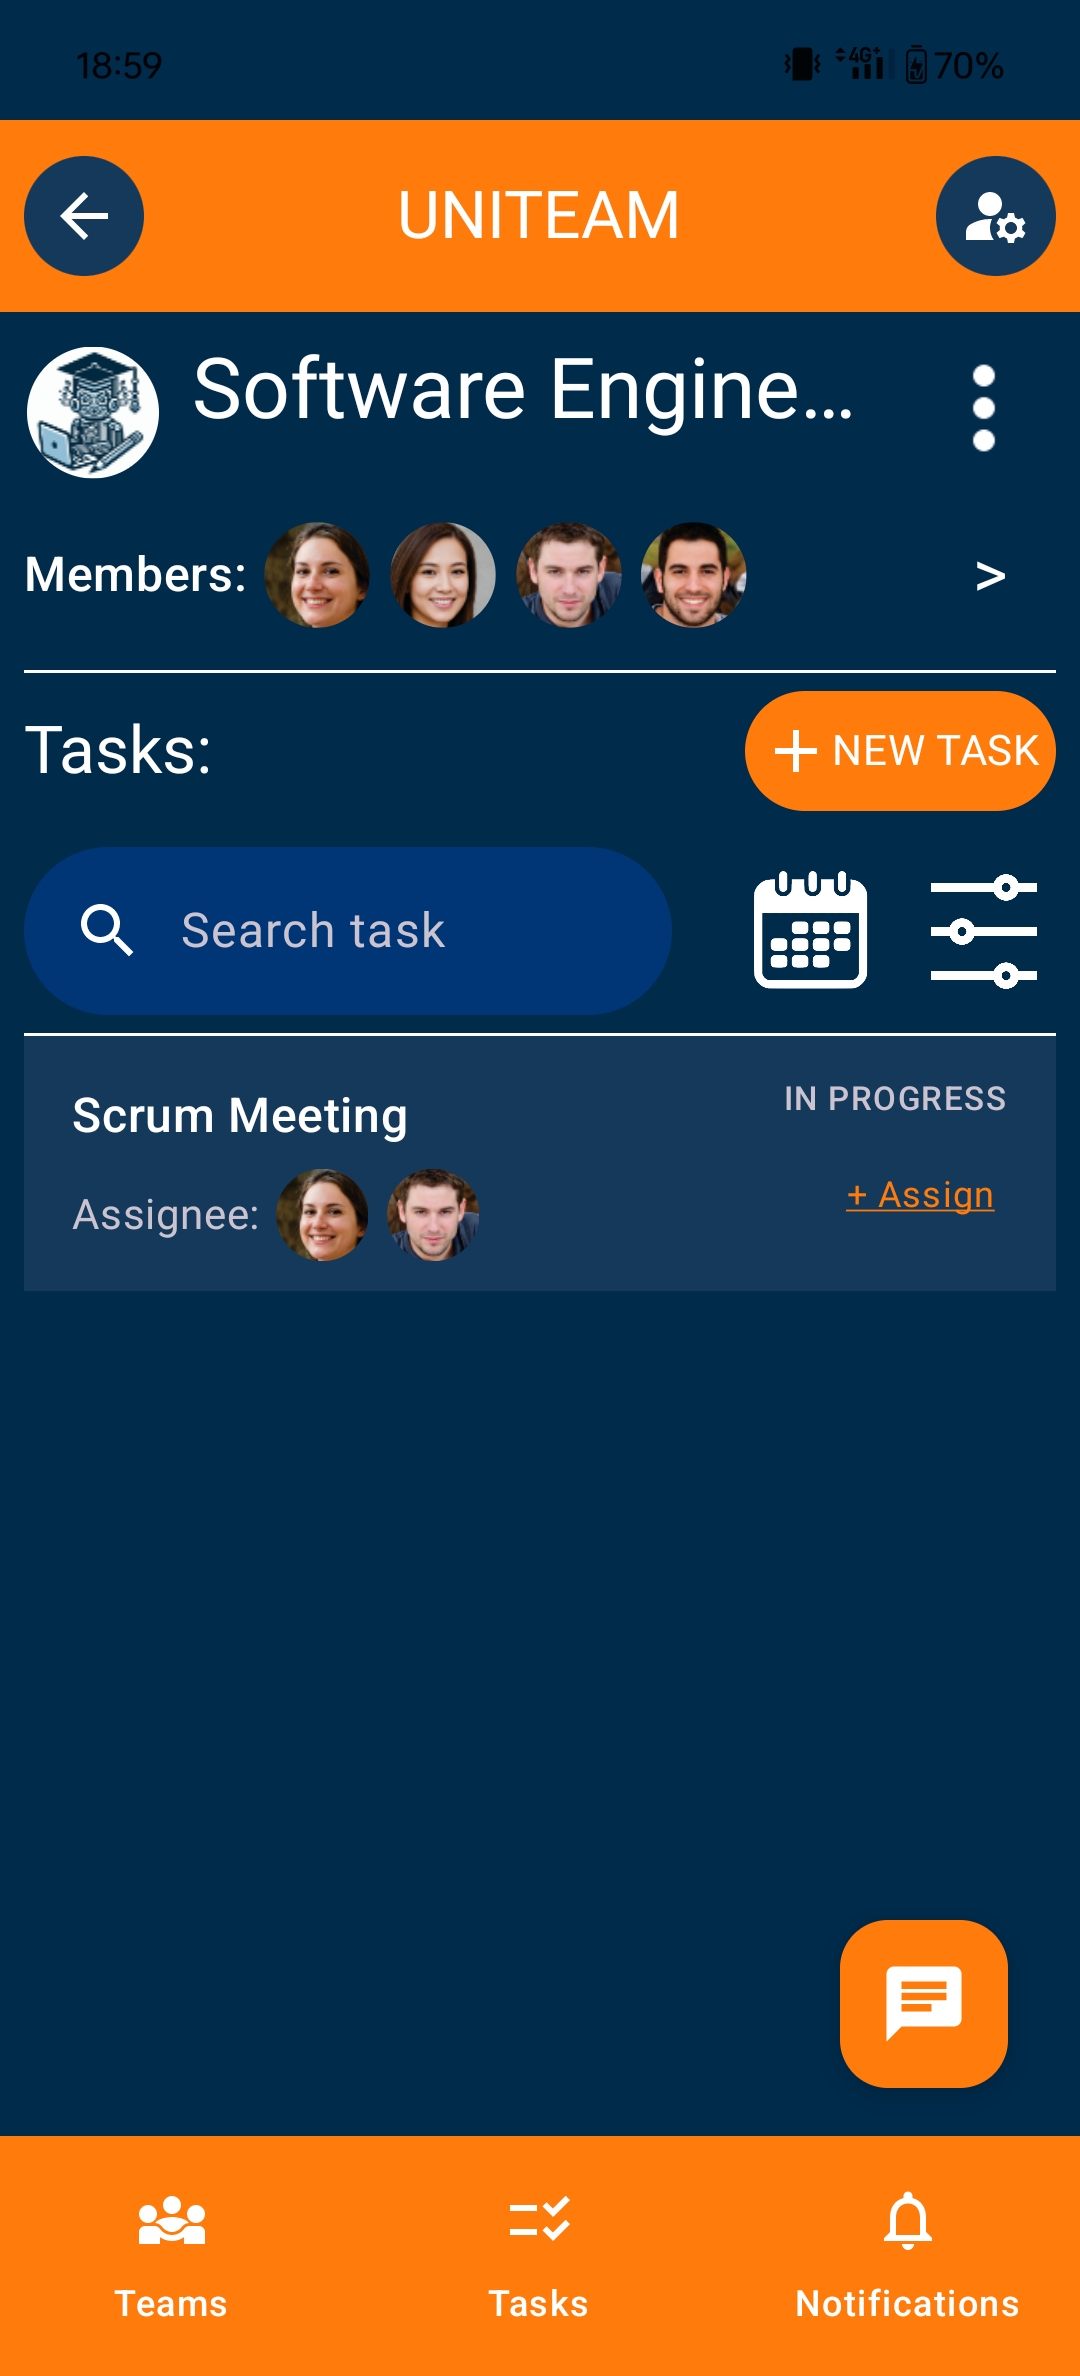 18:59 4G+ 70%
UNITEAM
Software Engine...
Members: >
Tasks:
+ NEW TASK
Search task
Scrum Meeting
IN PROGRESS
Assignee:
+ Assign
Teams
Tasks
Notifications